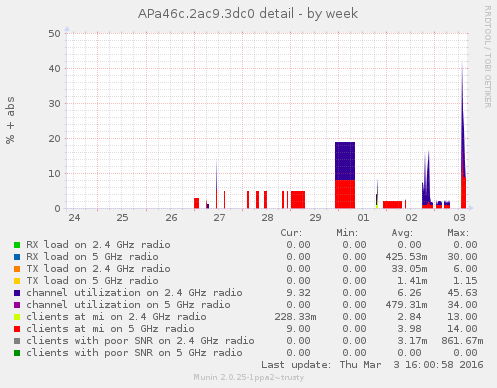 APa46c.2ac9.3dc0 detail - by week
RRDTOOL / TOBI OETIKER
% + abs
50
40
30
20
10
0
24 25 26 27 28 29 01 02 03
Cur: Min: Avg: Max:
RX load on 2.4 GHz radio 0.00 0.00 0.00 0.00
RX load on 5 GHz radio 0.00 0.00 425.53m 30.00
TX load on 2.4 GHz radio 0.00 0.00 33.05m 6.00
TX load on 5 GHz radio 0.00 0.00 1.41m 1.15
channel utilization on 2.4 GHz radio 9.32 0.00 6.26 45.63
channel utilization on 5 GHz radio 0.00 0.00 479.31m 34.00
clients at mi on 2.4 GHz radio 228.33m 0.00 2.84 13.00
clients at mi on 5 GHz radio 9.00 0.00 3.98 14.00
clients with poor SNR on 2.4 GHz radio 0.00 0.00 3.17m 861.67m
clients with poor SNR on 5 GHz radio 0.00 0.00 0.00 0.00
Last update: Thu Mar 3 16:00:58 2016
Munin 2.0.25-1ppa2~trusty